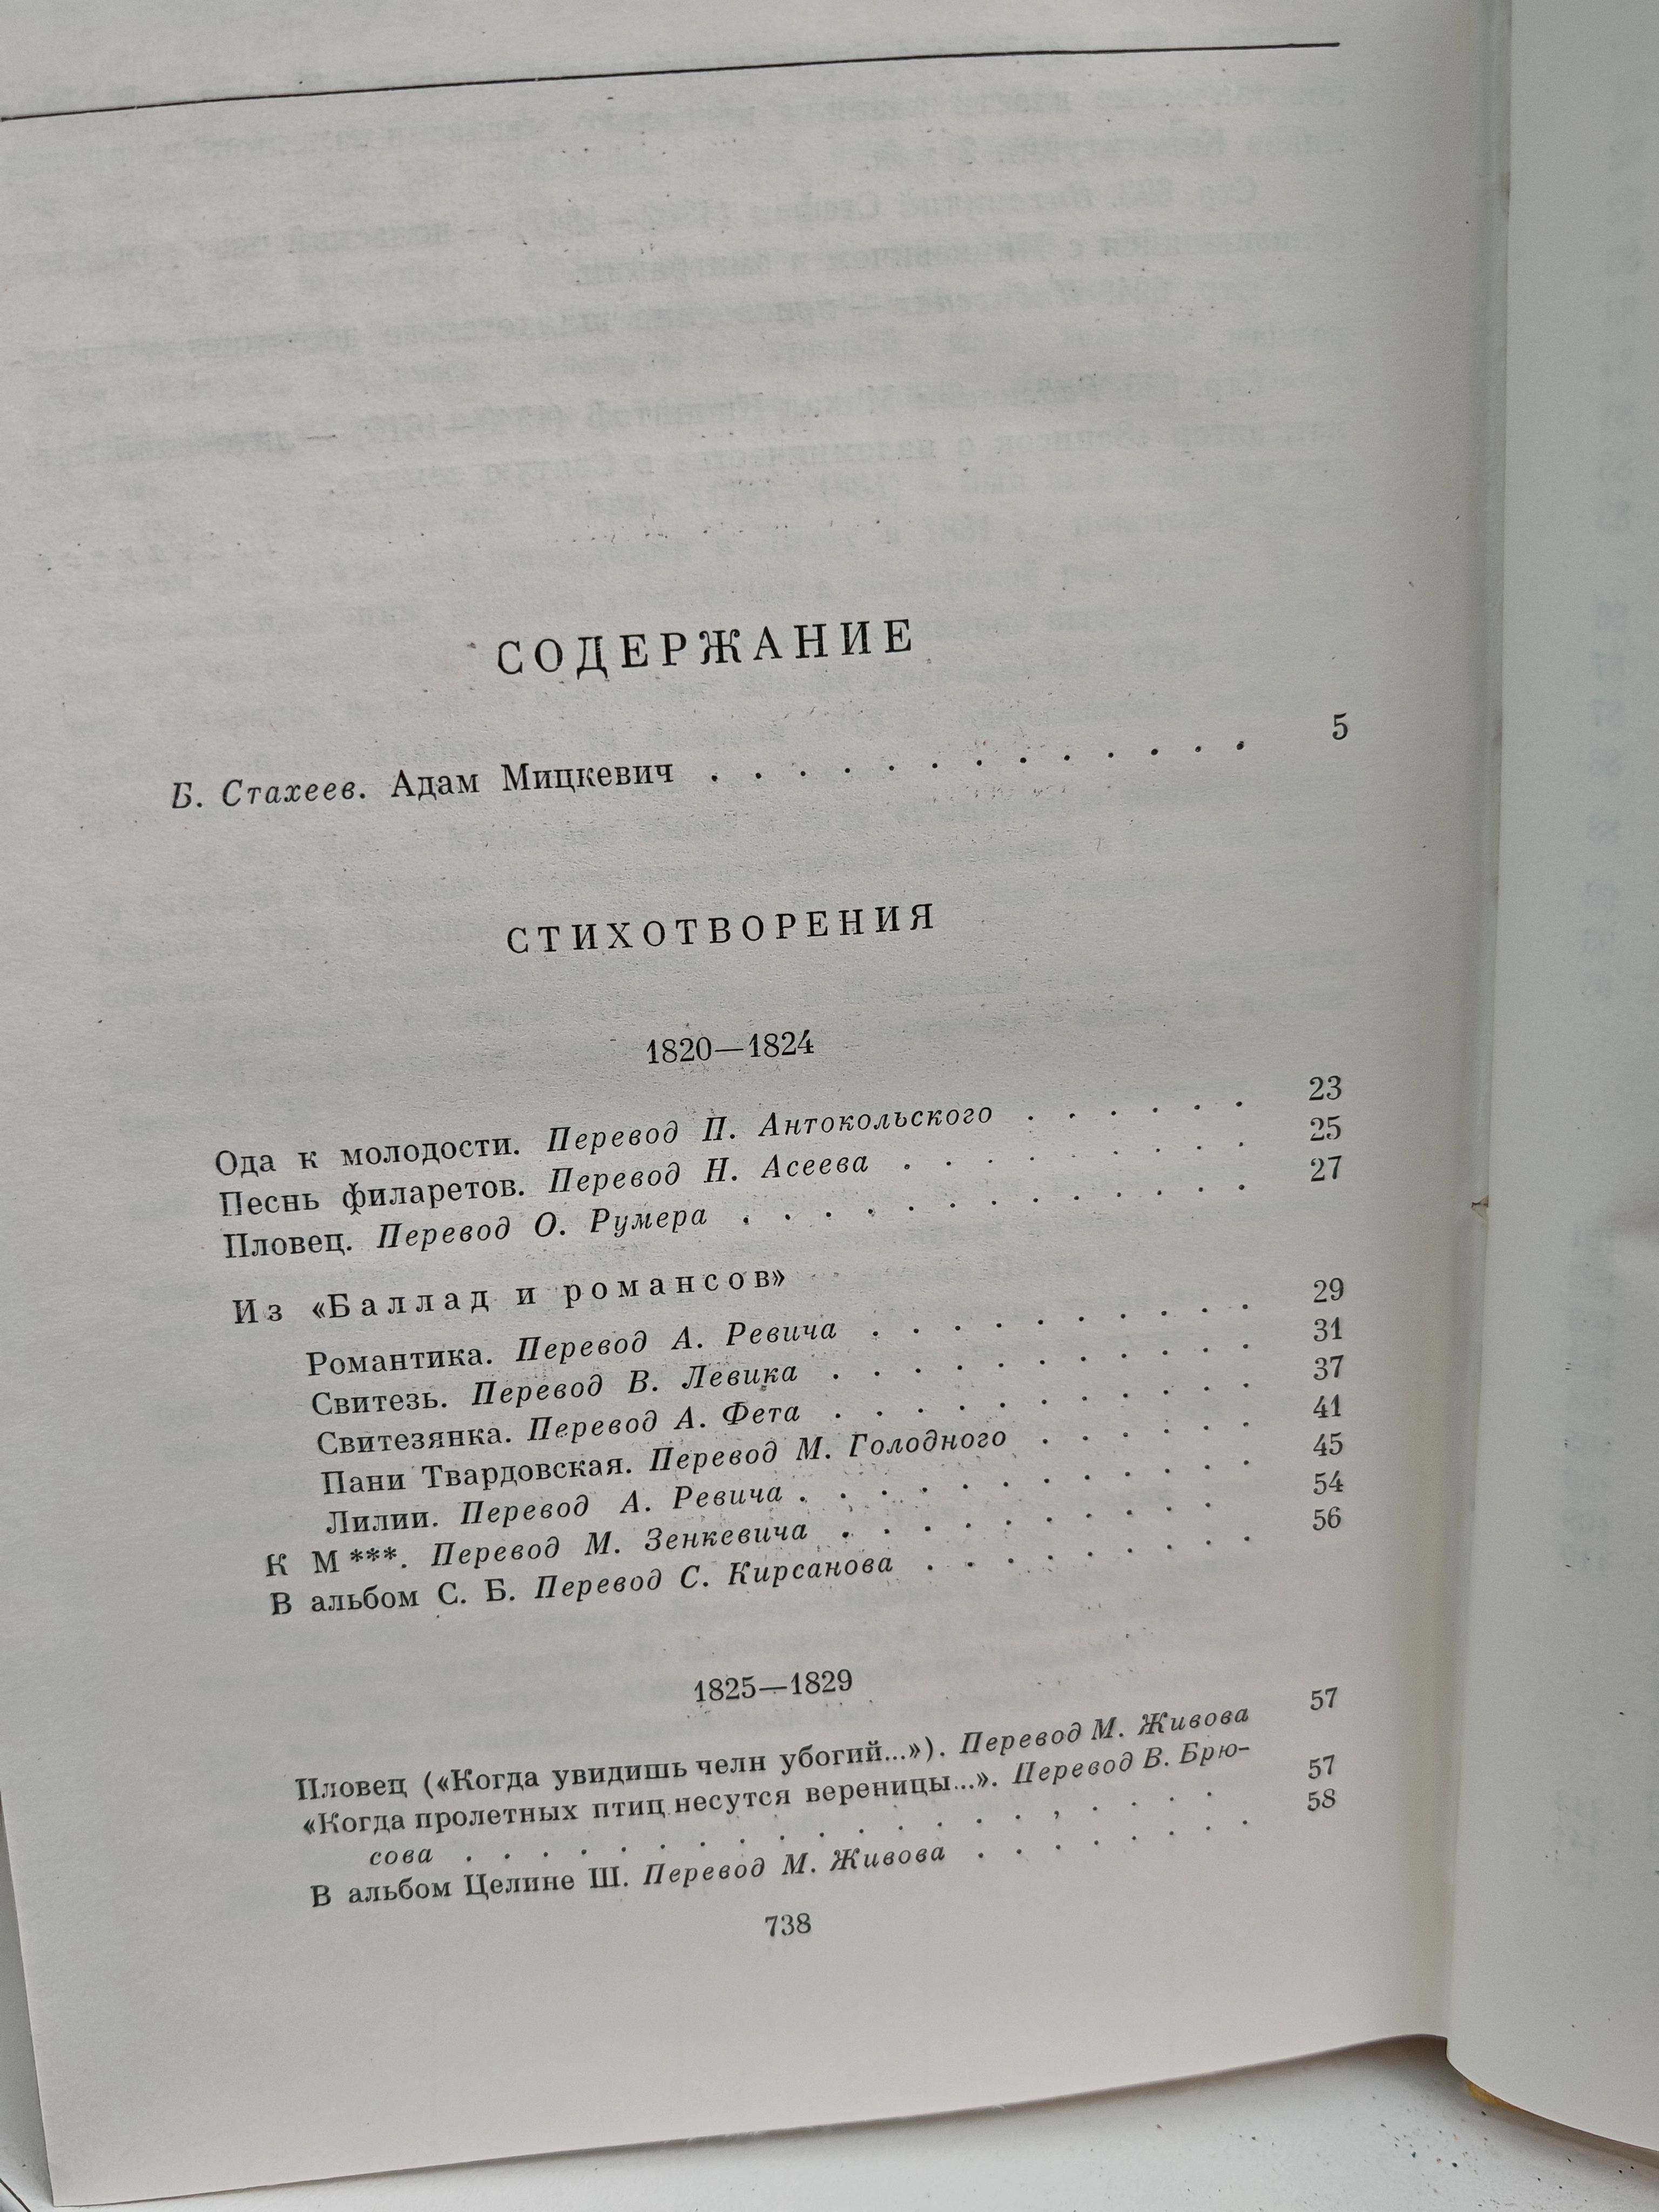 СОДЕРЖАНИЕ
Б. Стахеев. Адам Мицкевич . . . . . . . . . . . . . 5
СТИХОТВОРЕНИЯ
1820—1824
Ода к молодости. Перевод П. Антокольского . . . . . . 23
Песнь филаретов. Перевод Н. Асеева . . . . . . . . . 25
Пловец. Перевод О. Румера . . . . . . . . . . . . . 27
Из «Баллад и романсов»
Романтика. Перевод А. Ревича . . . . . . . . . . 29
Свитезь. Перевод В. Левика . . . . . . . . . . . 31
Свитезянка. Перевод А. Фета . . . . . . . . . . . 37
Пани Твардовская. Перевод М. Голодного . . . . . . 41
Лилии. Перевод А. Ревича . . . . . . . . . . . . 45
К М***. Перевод М. Зенкевича . . . . . . . . . . 54
В альбом С. Б. Перевод С. Кирсанова . . . . . . . . . 56
1825—1829
Пловец («Когда увидишь челн убогий...»). Перевод М. Живова 57
«Когда пролетных птиц несутся вереницы...». Перевод В. Брю-
сова . . . . . . . . . . . . . . . . . . . . 57
В альбом Целине Ш. Перевод М. Живова . . . . . . . 58
738